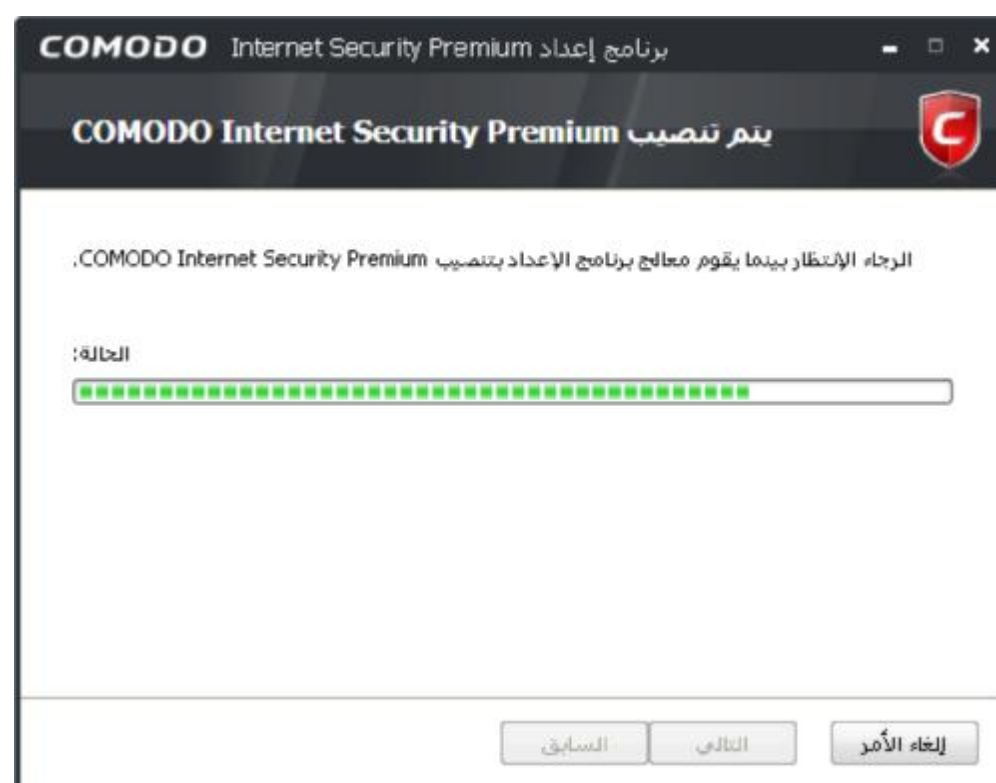 COMODO Internet Security Premium برنامج إعداد
يتم تنصيب COMODO Internet Security Premium
الرجاء الإنتظار بينما يقوم معالج برنامج الإعداد بتنصيب COMODO Internet Security Premium.
الحالة:
السابق
التالي
إلغاء الأمر